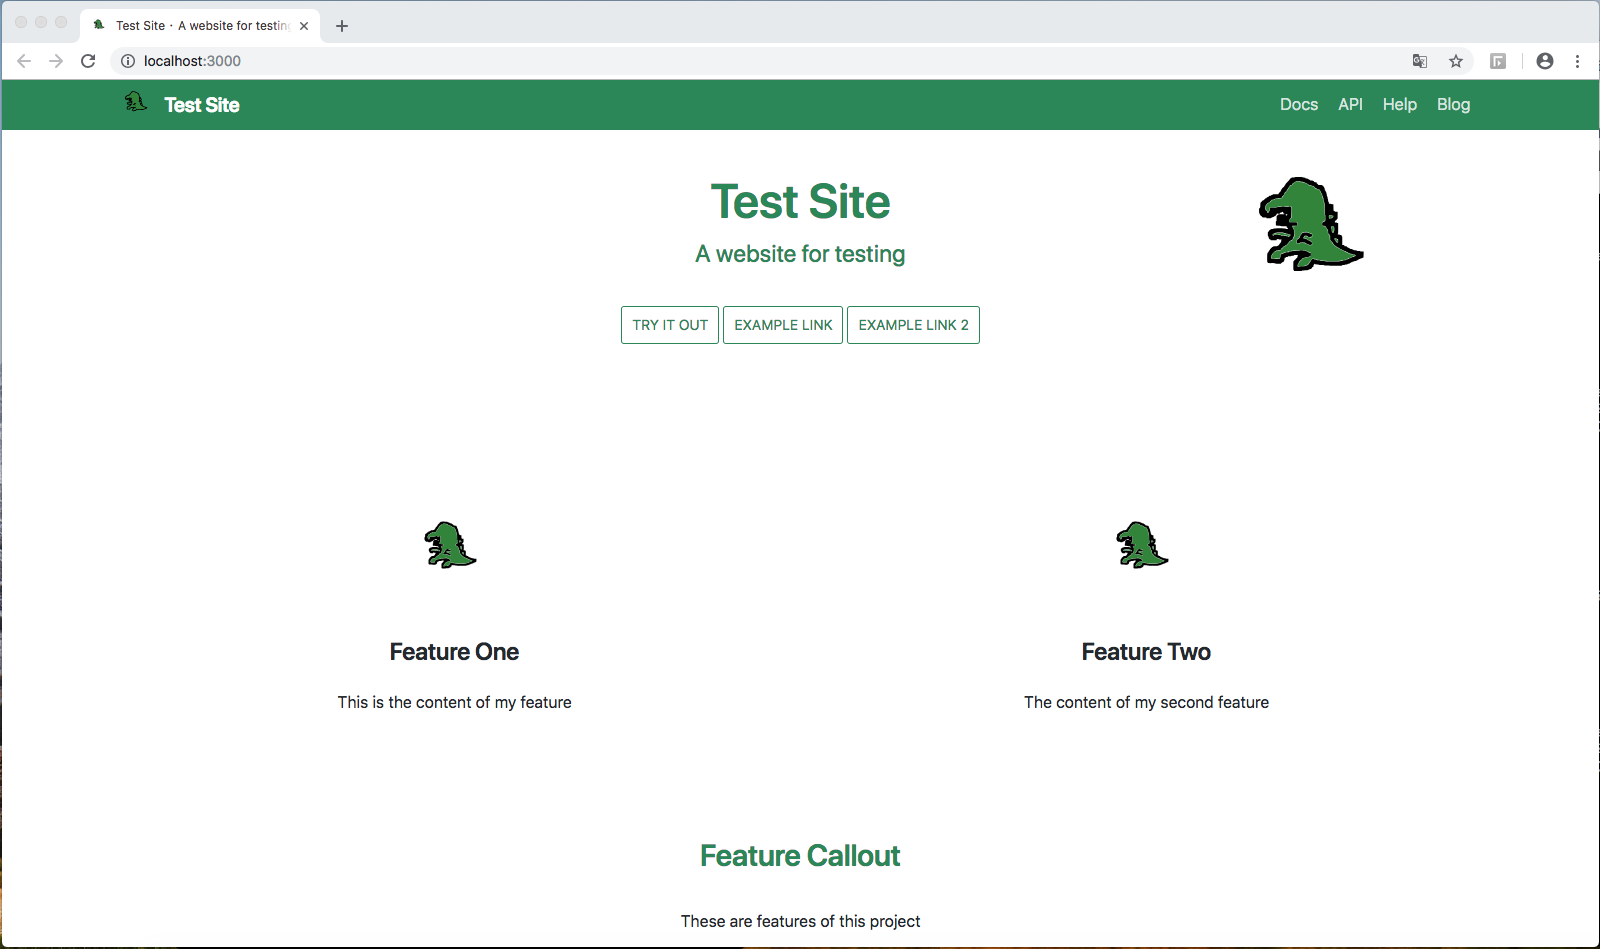 Test Site · A website for testing
localhost:3000
Test Site
Docs API Help Blog
Test Site
A website for testing
TRY IT OUT EXAMPLE LINK EXAMPLE LINK 2
Feature One Feature Two
This is the content of my feature The content of my second feature
Feature Callout
These are features of this project